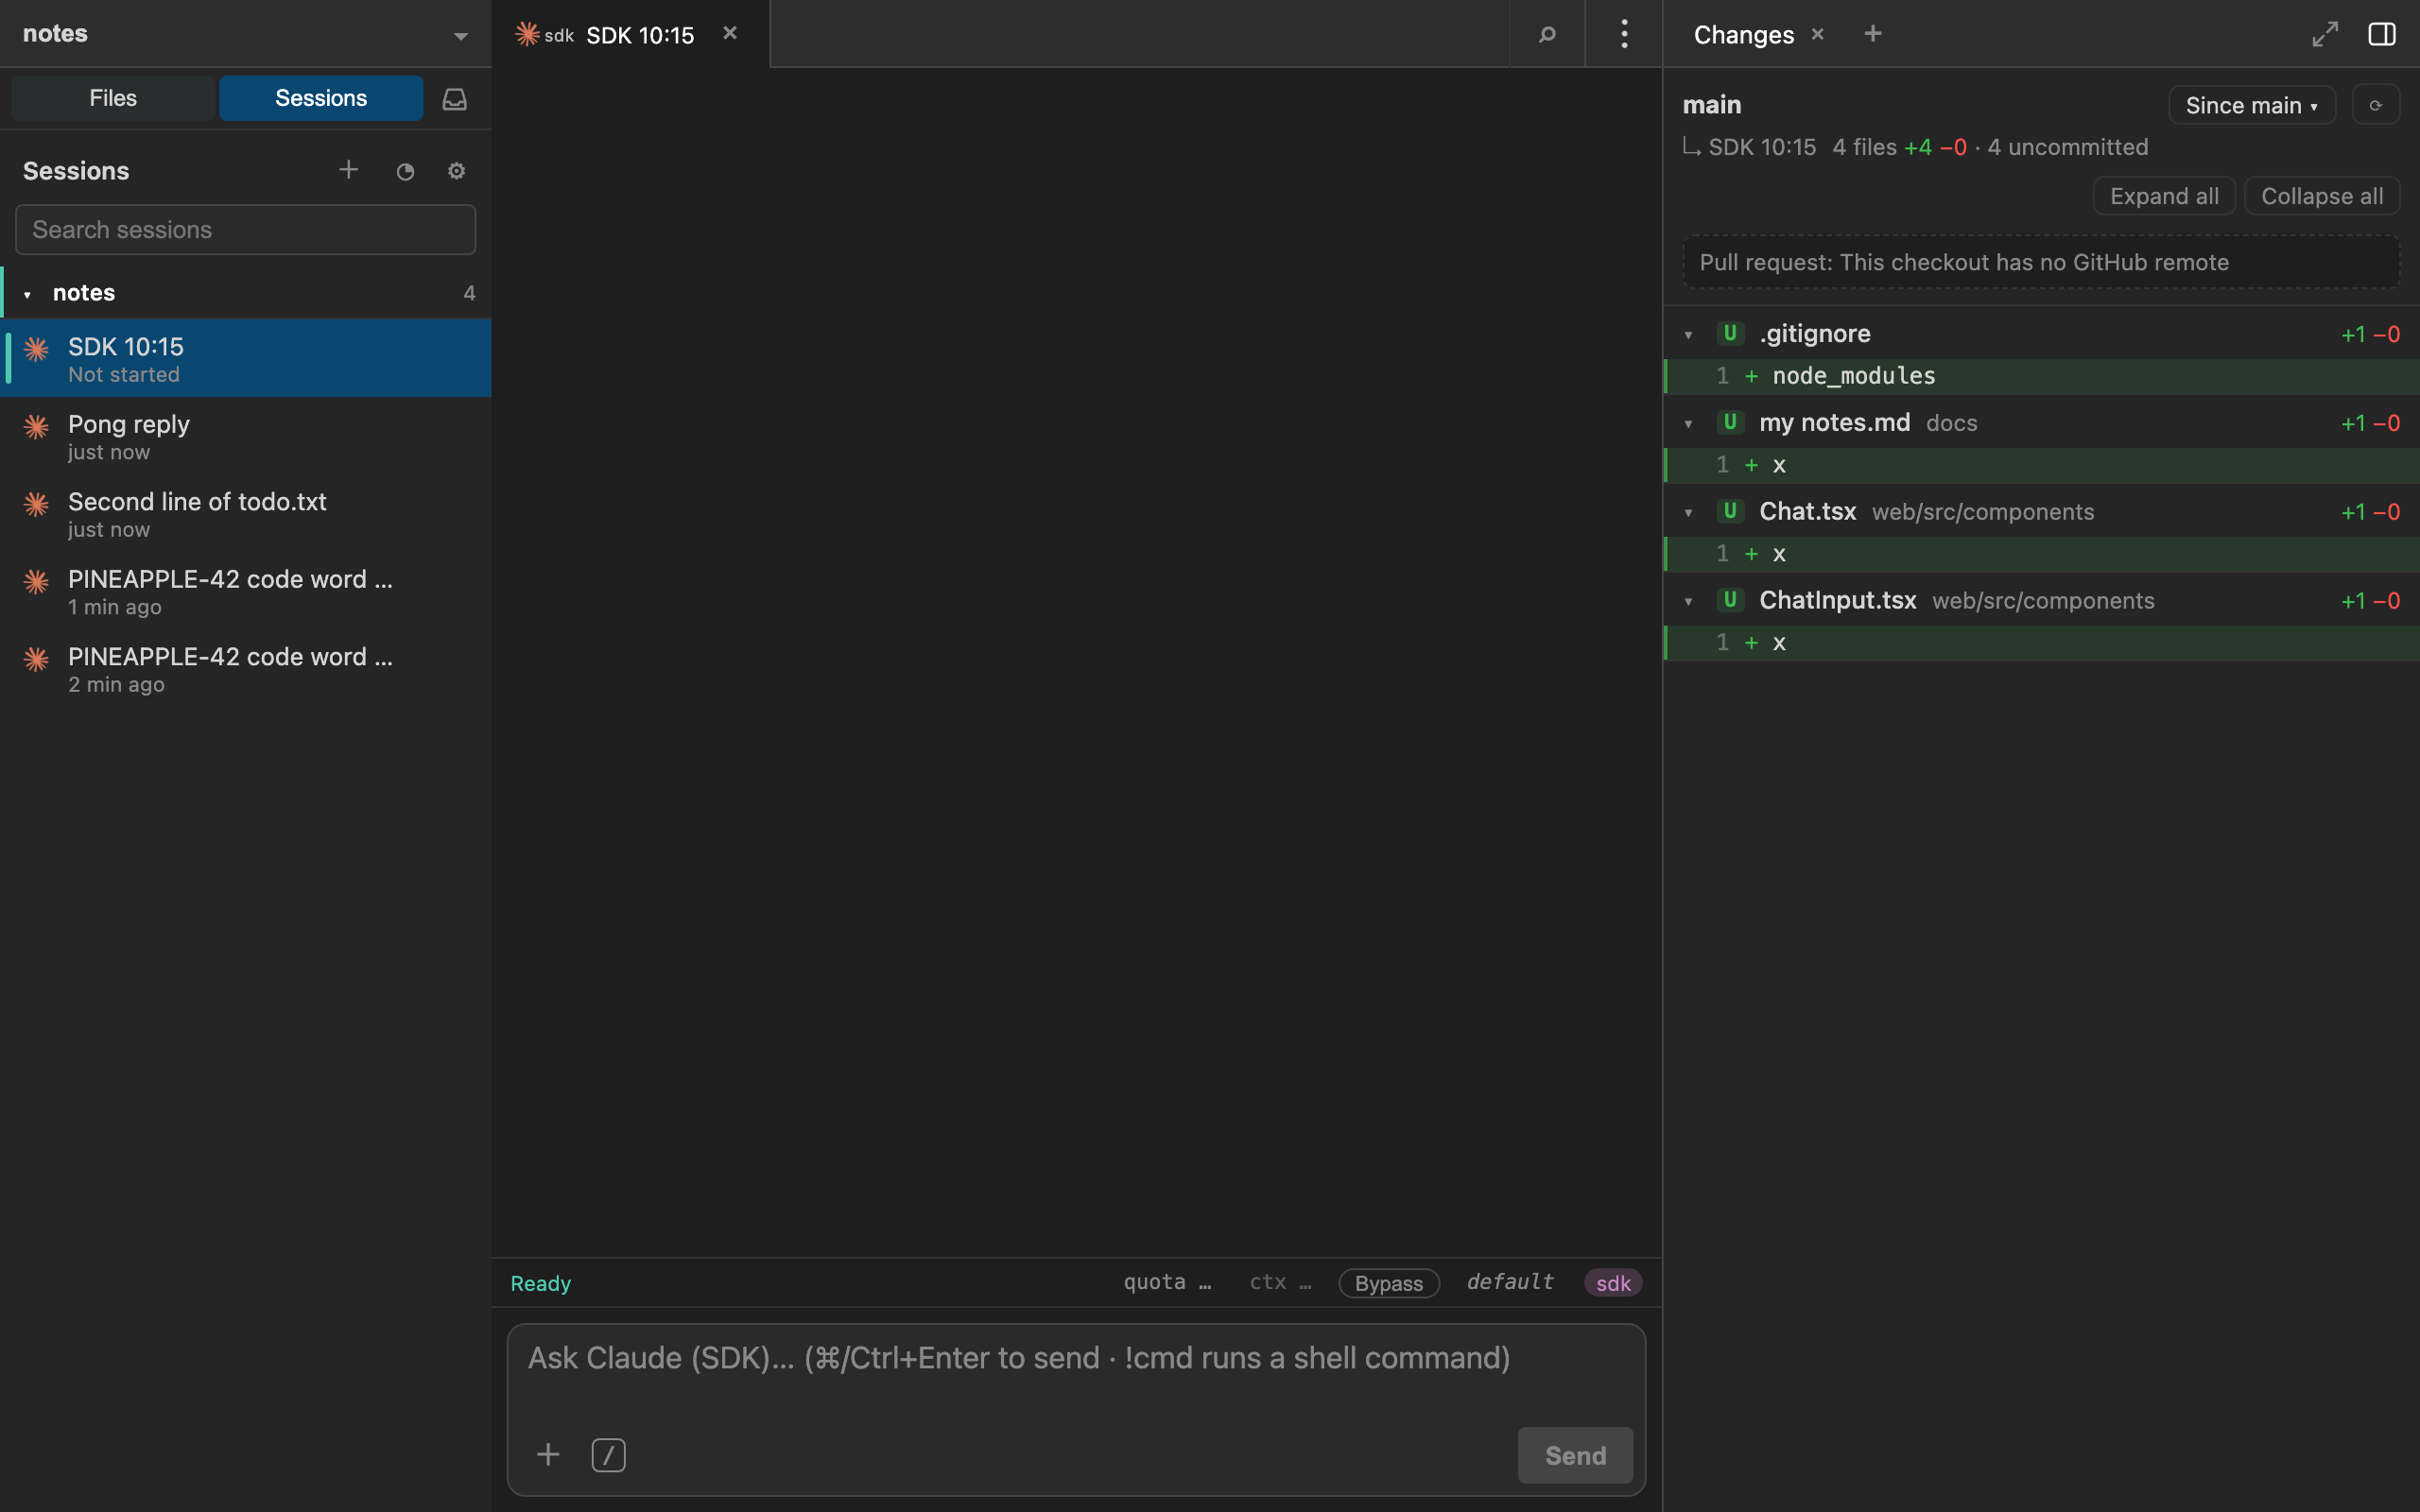 notes
Files
Sessions
Sessions
Search sessions
notes 4
SDK 10:15
Not started
Pong reply
just now
Second line of todo.txt
just now
PINEAPPLE-42 code word ...
1 min ago
PINEAPPLE-42 code word ...
2 min ago
sdk SDK 10:15
Ready quota … ctx … Bypass default sdk
Ask Claude (SDK)... (⌘/Ctrl+Enter to send · !cmd runs a shell command)
/
Send
Changes
main
Since main
SDK 10:15 4 files +4 −0 · 4 uncommitted
Expand all
Collapse all
Pull request: This checkout has no GitHub remote
U .gitignore +1 −0
1 + node_modules
U my notes.md docs +1 −0
1 + x
U Chat.tsx web/src/components +1 −0
1 + x
U ChatInput.tsx web/src/components +1 −0
1 + x